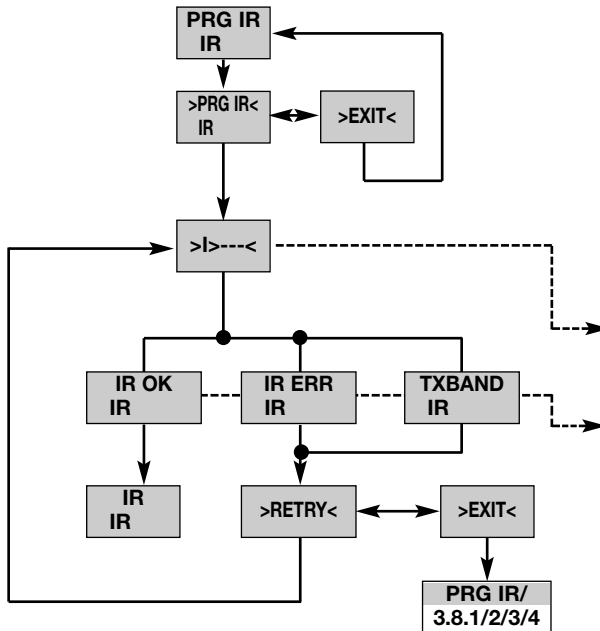 PRG IR
IR
>PRG IR<
IR
>EXIT<
>I>---<
IR OK
IR
IR ERR
IR
TXBAND
IR
IR
IR
>RETRY<
>EXIT<
PRG IR/
3.8.1/2/3/4